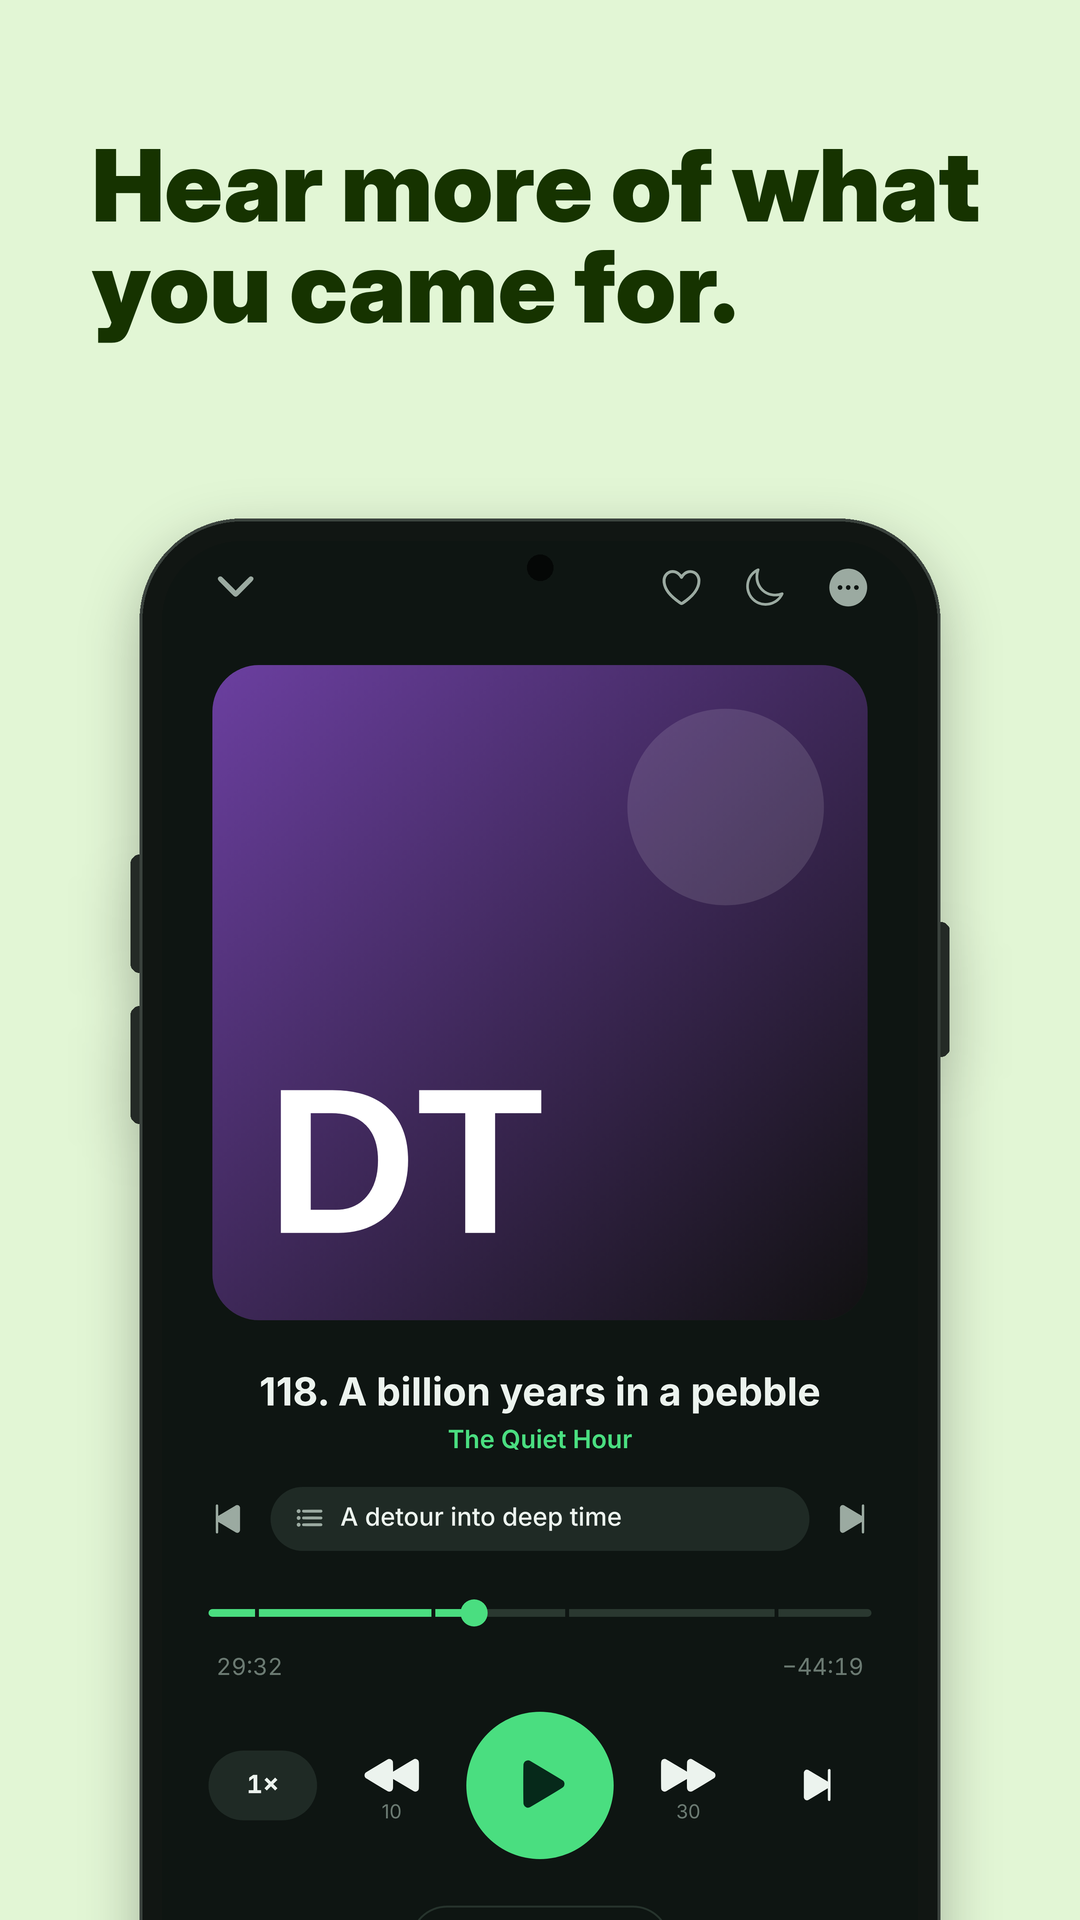 Hear more of what
you came for.
DT
118. A billion years in a pebble
The Quiet Hour
A detour into deep time
29:32
−44:19
1×
10
30